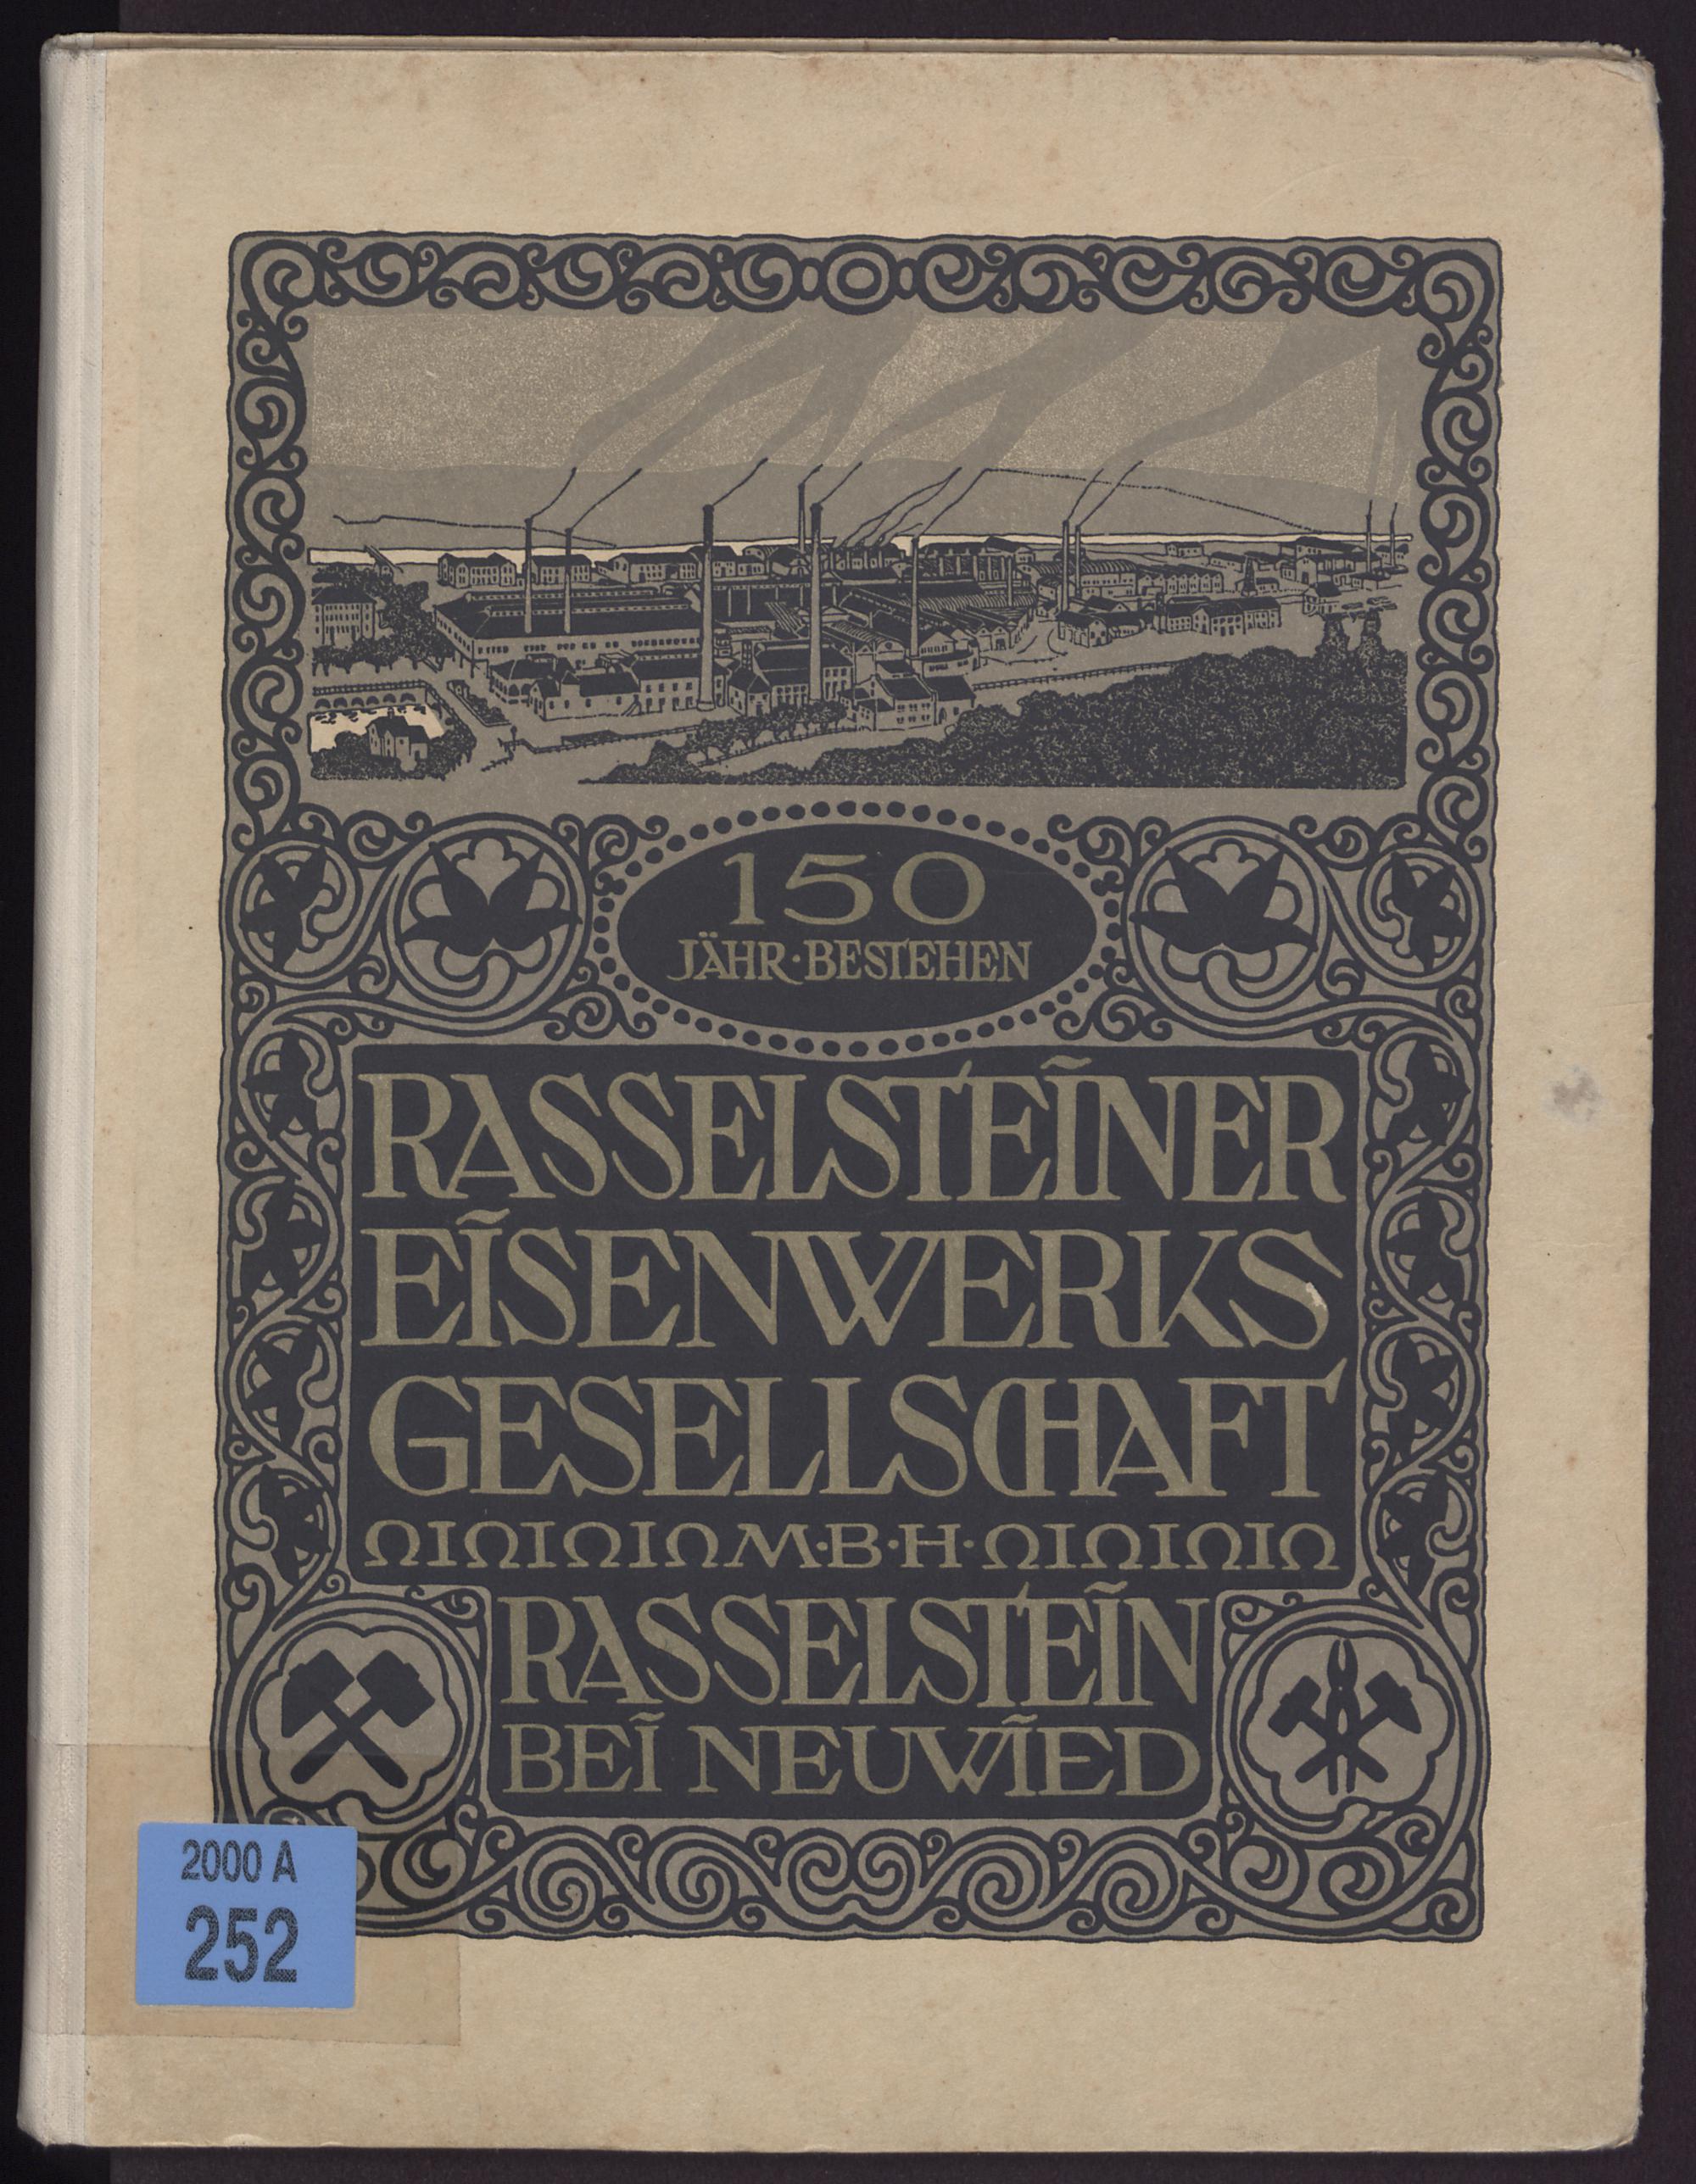 150
JÄHR·BESTEHEN
RASSELSTEINER
EISENWERKS
GESELLSCHAFT
M·B·H·
RASSELSTEIN
BEI NEUWIED
2000 A
252